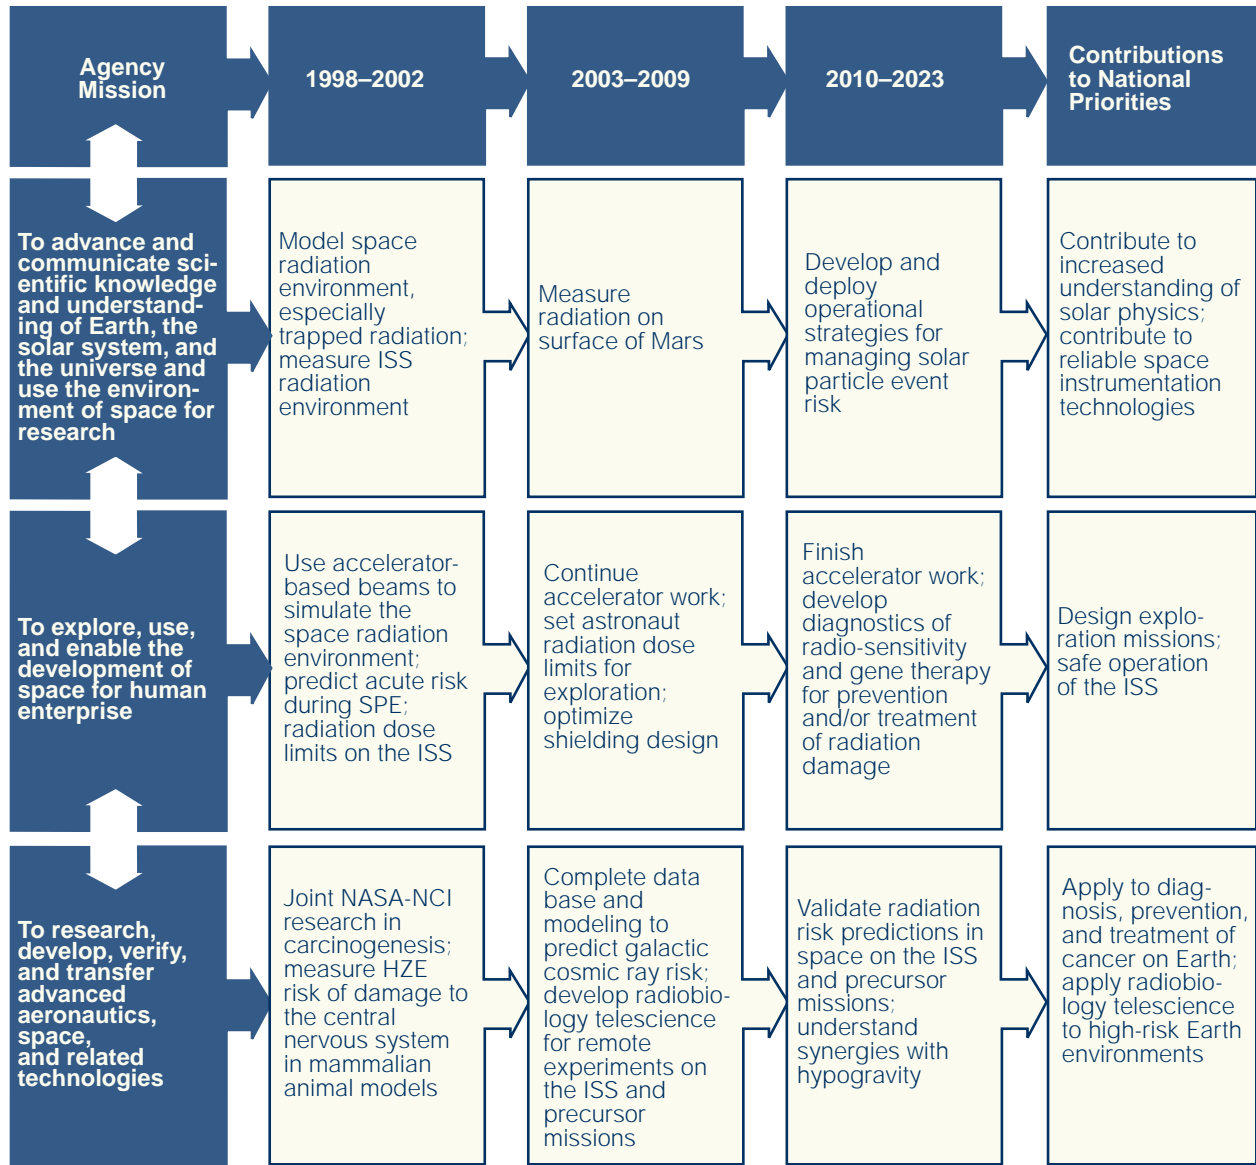 Agency
Mission
1998–2002
2003–2009
2010–2023
Contributions
to National
Priorities
To advance and
communicate sci-
entific knowledge
and understand-
ing of Earth, the
solar system, and
the universe and
use the environ-
ment of space for
research
Model space
radiation
environment,
especially
trapped radiation;
measure ISS
radiation
environment
Measure
radiation on
surface of Mars
Develop and
deploy
operational
strategies for
managing solar
particle event
risk
Contribute to
increased
understanding of
solar physics;
contribute to
reliable space
instrumentation
technologies
To explore, use,
and enable the
development of
space for human
enterprise
Use accelerator-
based beams to
simulate the
space radiation
environment;
predict acute risk
during SPE;
radiation dose
limits on the ISS
Continue
accelerator work;
set astronaut
radiation dose
limits for
exploration;
optimize
shielding design
Finish
accelerator work;
develop
diagnostics of
radio-sensitivity
and gene therapy
for prevention
and/or treatment
of radiation
damage
Design explo-
ration missions;
safe operation
of the ISS
To research,
develop, verify,
and transfer
advanced
aeronautics,
space,
and related
technologies
Joint NASA-NCI
research in
carcinogenesis;
measure HZE
risk of damage to
the central
nervous system
in mammalian
animal models
Complete data
base and
modeling to
predict galactic
cosmic ray risk;
develop radiobio-
logy telescience
for remote
experiments on
the ISS and
precursor
missions
Validate radiation
risk predictions in
space on the ISS
and precursor
missions;
understand
synergies with
hypogravity
Apply to diag-
nosis, prevention,
and treatment of
cancer on Earth;
apply radiobio-
logy telescience
to high-risk Earth
environments